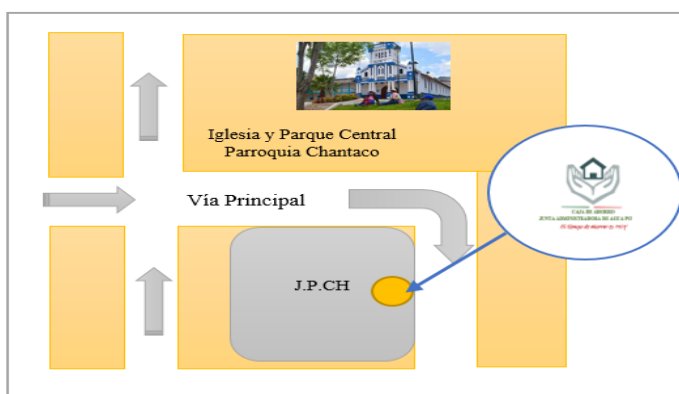 Iglesia y Parque Central
Parroquia Chantaco
Vía Principal
J.P.CH
CAJA DE AHORRO
JUNTA ADMINISTRADORA DE AGUA PO